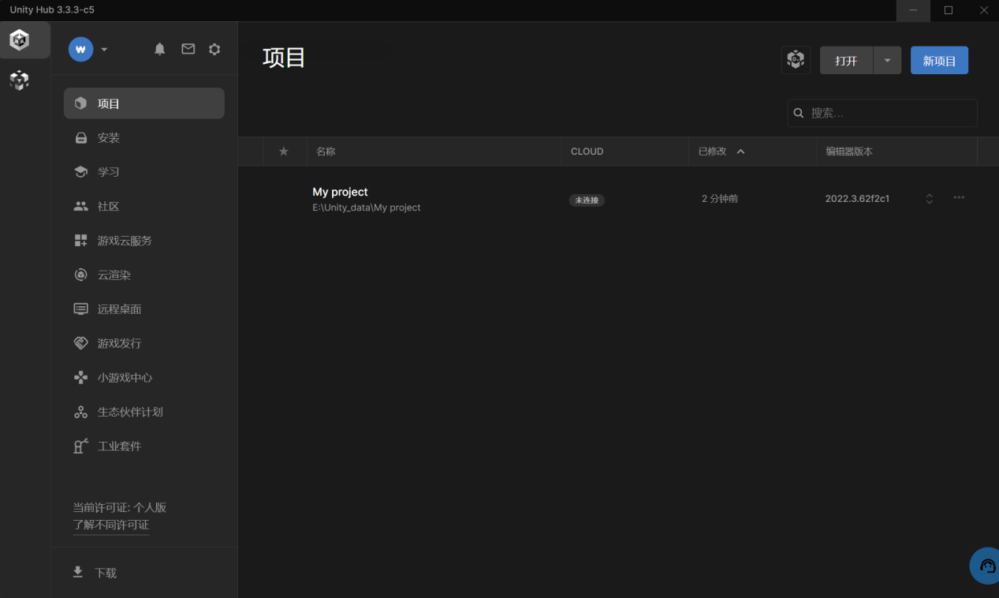 Unity Hub 3.3.3-c5
W
项目
打开
新项目
搜索...
项目
安装
学习
社区
游戏云服务
云渲染
远程桌面
游戏发行
小游戏中心
生态伙伴计划
工业套件
当前许可证: 个人版
了解不同许可证
下载
名称
CLOUD
已修改
编辑器版本
My project
E:\Unity_data\My project
未连接
2 分钟前
2022.3.62f2c1